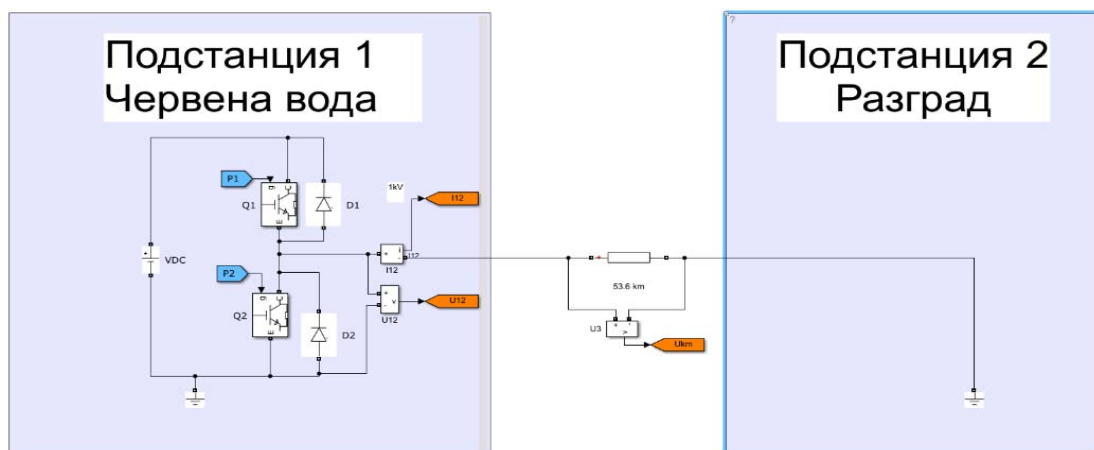 Подстанция 1
Червена вода
?
Подстанция 2
Разград
P1
g
C
Q1
E
D1
1kV
I12
VDC
+
i
-
I12
I12
P2
g
C
Q2
E
D2
+
-
v
U12
U12
53.6 km
U3
+
-
v
Ukm